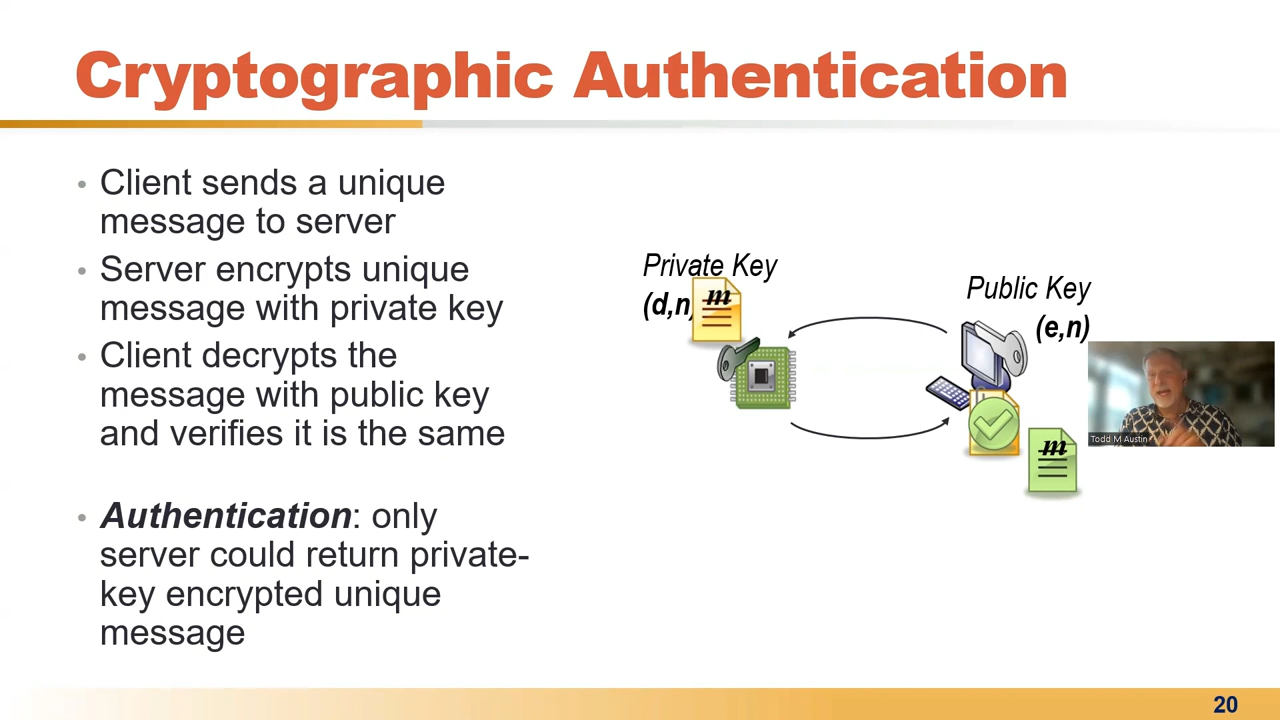 Cryptographic Authentication
• Client sends a unique
message to server
• Server encrypts unique
message with private key
• Client decrypts the
message with public key
and verifies it is the same
• Authentication: only
server could return private-
key encrypted unique
message
Private Key
(d,n)
m
Public Key
(e,n)
m
Todd M Austin
20